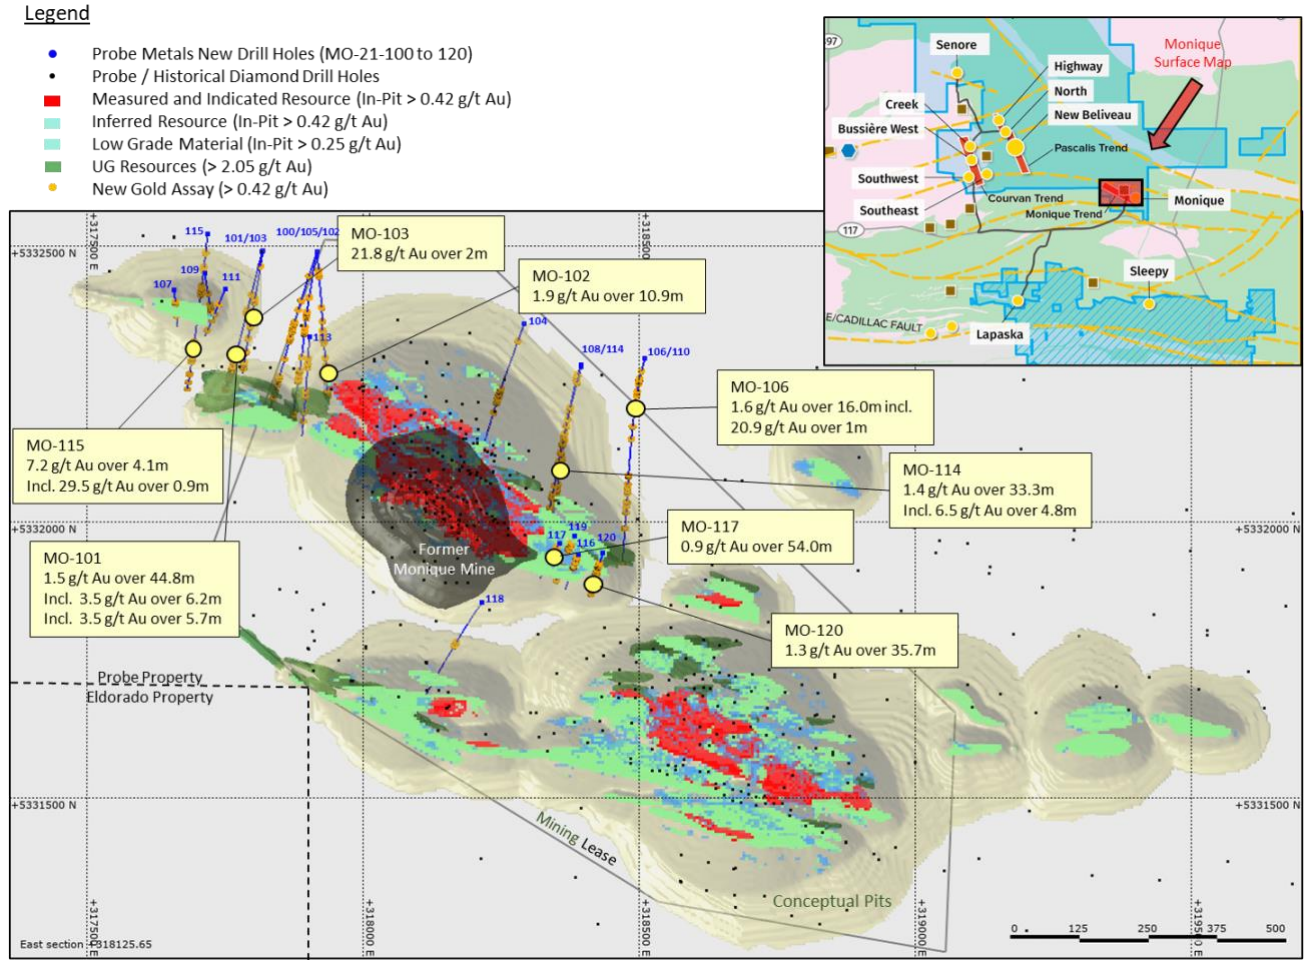 Legend
Probe Metals New Drill Holes (MO-21-100 to 120)
Probe / Historical Diamond Drill Holes
Measured and Indicated Resource (In-Pit > 0.42 g/t Au)
Inferred Resource (In-Pit > 0.42 g/t Au)
Low Grade Material (In-Pit > 0.25 g/t Au)
UG Resources (> 2.05 g/t Au)
New Gold Assay (> 0.42 g/t Au)
Monique
Surface Map
Senore
Highway
North
New Beliveau
Creek
Bussière West
Pascalis Trend
Southwest
Courvan Trend
Southeast
Monique Trend
Monique
117
Sleepy
E/CADILLAC FAULT
Lapaska
+317500 E
+318500
+5332500 N
115
101/103
100/105/102
109
107
111
113
104
108/114
106/110
MO-103
21.8 g/t Au over 2m
MO-102
1.9 g/t Au over 10.9m
MO-106
1.6 g/t Au over 16.0m incl.
20.9 g/t Au over 1m
MO-115
7.2 g/t Au over 4.1m
Incl. 29.5 g/t Au over 0.9m
MO-114
1.4 g/t Au over 33.3m
Incl. 6.5 g/t Au over 4.8m
+5332000 N
+5332000 N
MO-117
0.9 g/t Au over 54.0m
119
117
116
120
Former
Monique Mine
MO-101
1.5 g/t Au over 44.8m
Incl. 3.5 g/t Au over 6.2m
Incl. 3.5 g/t Au over 5.7m
118
MO-120
1.3 g/t Au over 35.7m
Probe Property
Eldorado Property
+5331500 N
+5331500 N
Mining Lease
Conceptual Pits
+318000 E
+318500
+319000 E
East section +318125.65
0 125 250 375 500